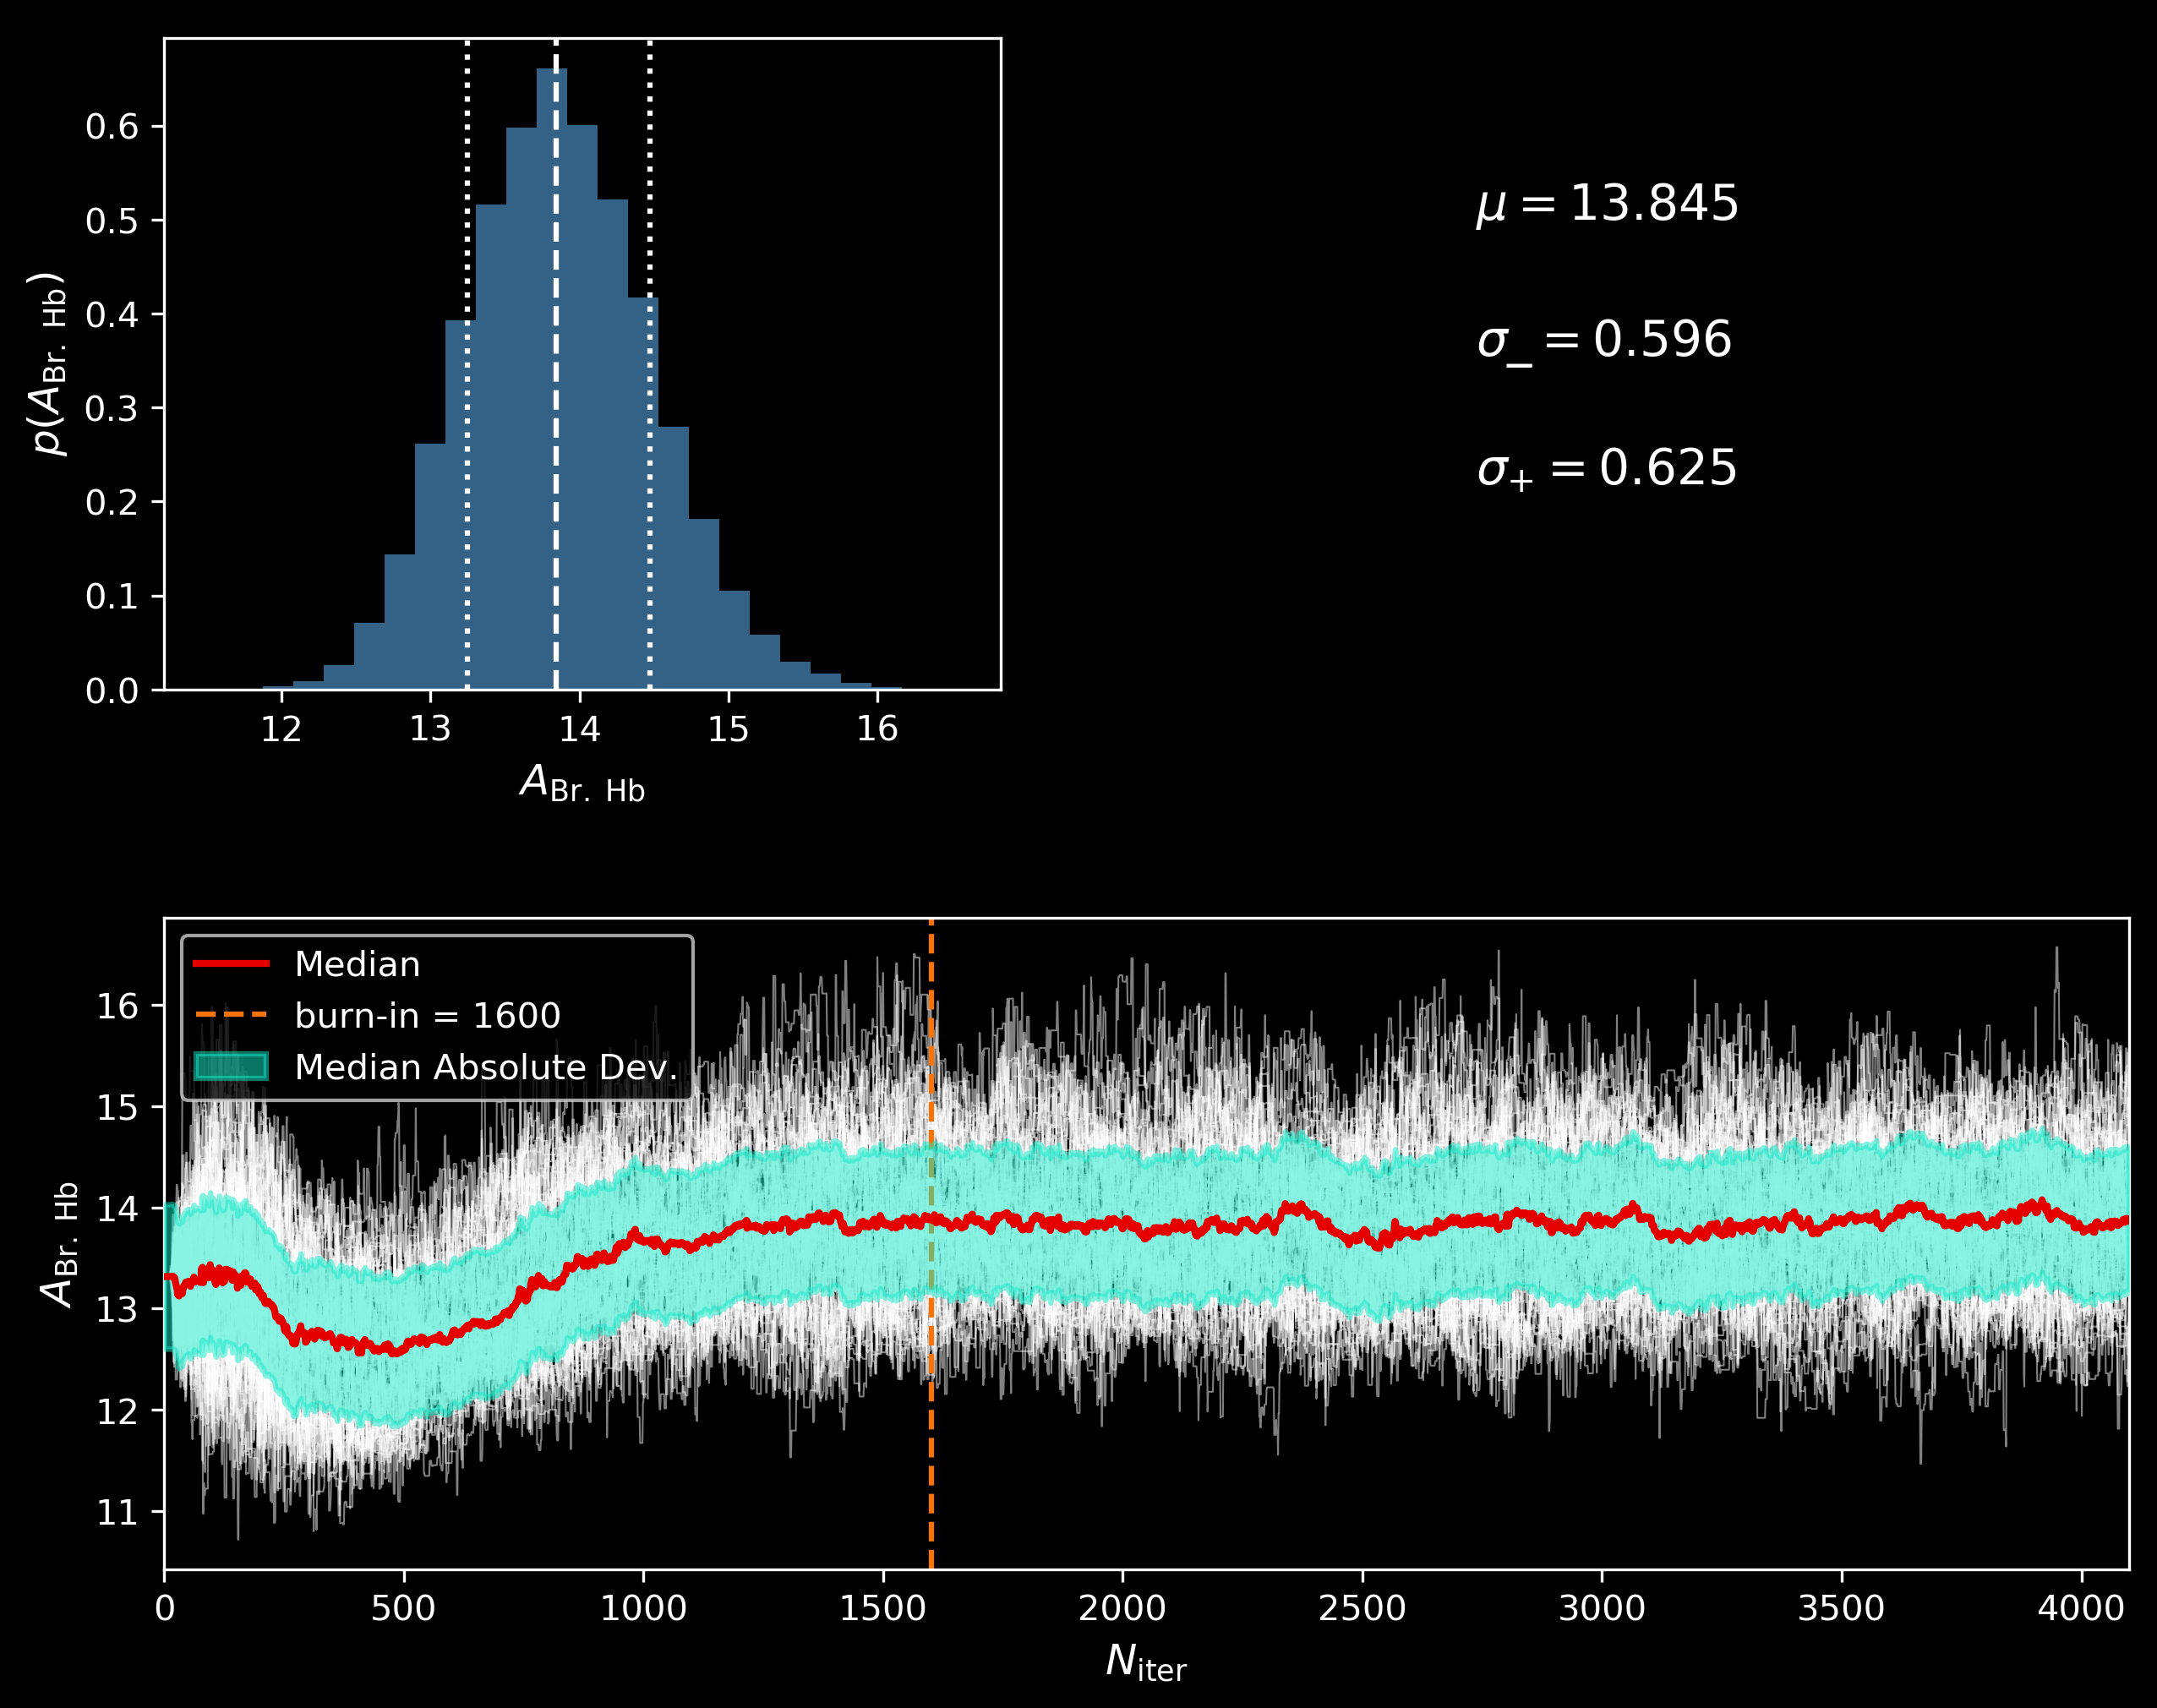 0.6
0.5
0.4
0.3
0.2
0.1
0.0
p(A_Br. Hb)
12 13 14 15 16
A_Br. Hb
μ = 13.845
σ_− = 0.596
σ_+ = 0.625
Median
burn-in = 1600
Median Absolute Dev.
16
15
14
13
12
11
A_Br. Hb
0 500 1000 1500 2000 2500 3000 3500 4000
N_iter